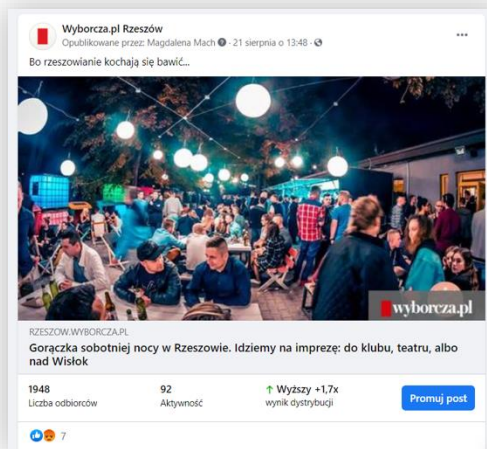 Wyborcza.pl Rzeszów
Opublikowane przez: Magdalena Mach · 21 sierpnia o 13:48 ·
Bo rzeszowianie kochają się bawić...
wyborcza.pl
RZESZOW.WYBORCZA.PL
Gorączka sobotniej nocy w Rzeszowie. Idziemy na imprezę: do klubu, teatru, albo
nad Wisłok
1948 92 ↑ Wyższy +1,7x
Liczba odbiorców Aktywność wynik dystrybucji Promuj post
7